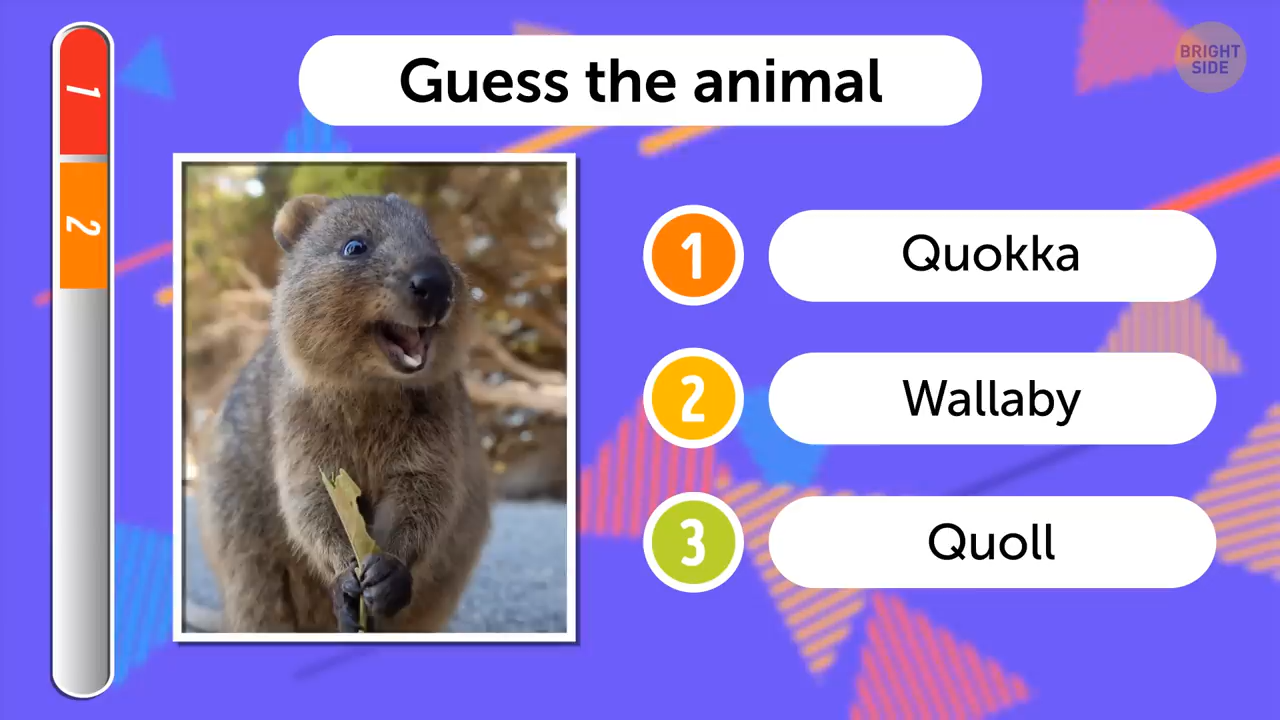 Guess the animal
BRIGHT
SIDE
1
2
1
Quokka
2
Wallaby
3
Quoll